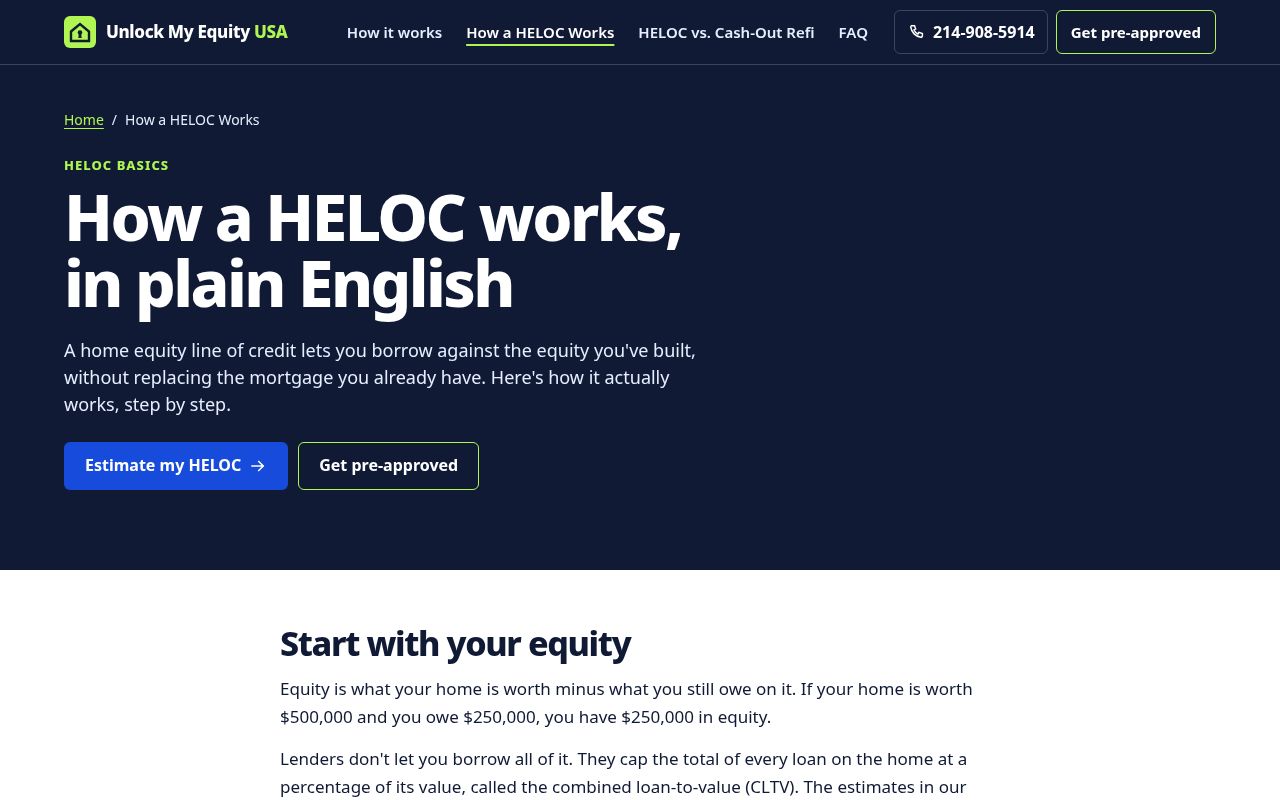 Unlock My Equity USA
How it works
How a HELOC Works
HELOC vs. Cash-Out Refi
FAQ
214-908-5914
Get pre-approved
Home / How a HELOC Works
HELOC BASICS
How a HELOC works,
in plain English
A home equity line of credit lets you borrow against the equity you've built,
without replacing the mortgage you already have. Here's how it actually
works, step by step.
Estimate my HELOC →
Get pre-approved
Start with your equity
Equity is what your home is worth minus what you still owe on it. If your home is worth
$500,000 and you owe $250,000, you have $250,000 in equity.
Lenders don't let you borrow all of it. They cap the total of every loan on the home at a
percentage of its value, called the combined loan-to-value (CLTV). The estimates in our